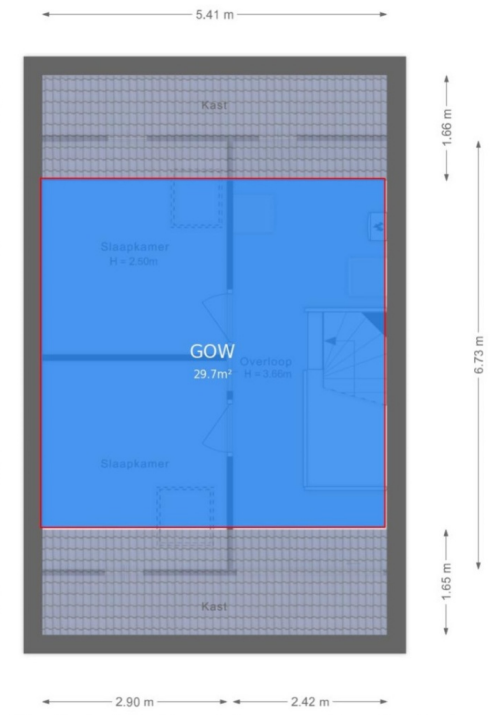 5.41 m
Kast
1.66 m
Slaapkamer
H = 2.50m
GOW
29.7m²
Overloop
H = 3.66m
6.73 m
Slaapkamer
1.65 m
Kast
2.90 m
2.42 m